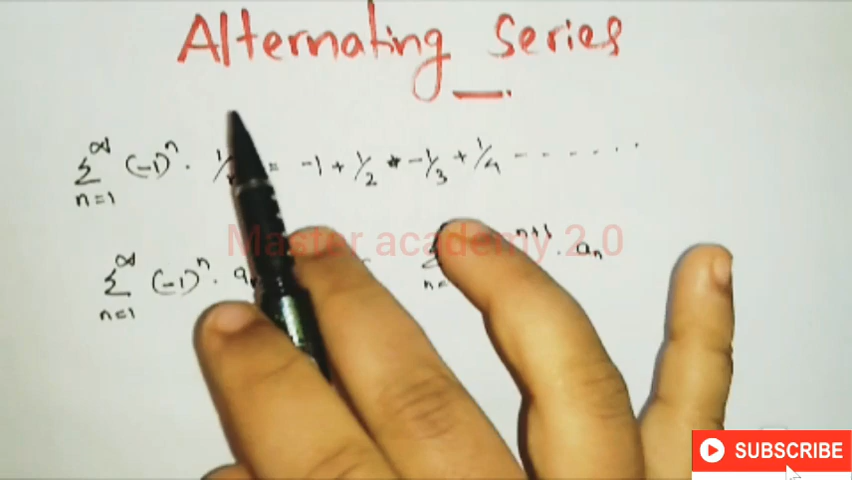 Alternating Series
∞ Σ n=1 (-1)^n · 1/ = -1 + 1/2 - 1/3 + 1/4 - - - - - - -
Master academy 2.0
∞ Σ n=1 (-1)^n · a Σ n= n+1 · a_n
SUBSCRIBE